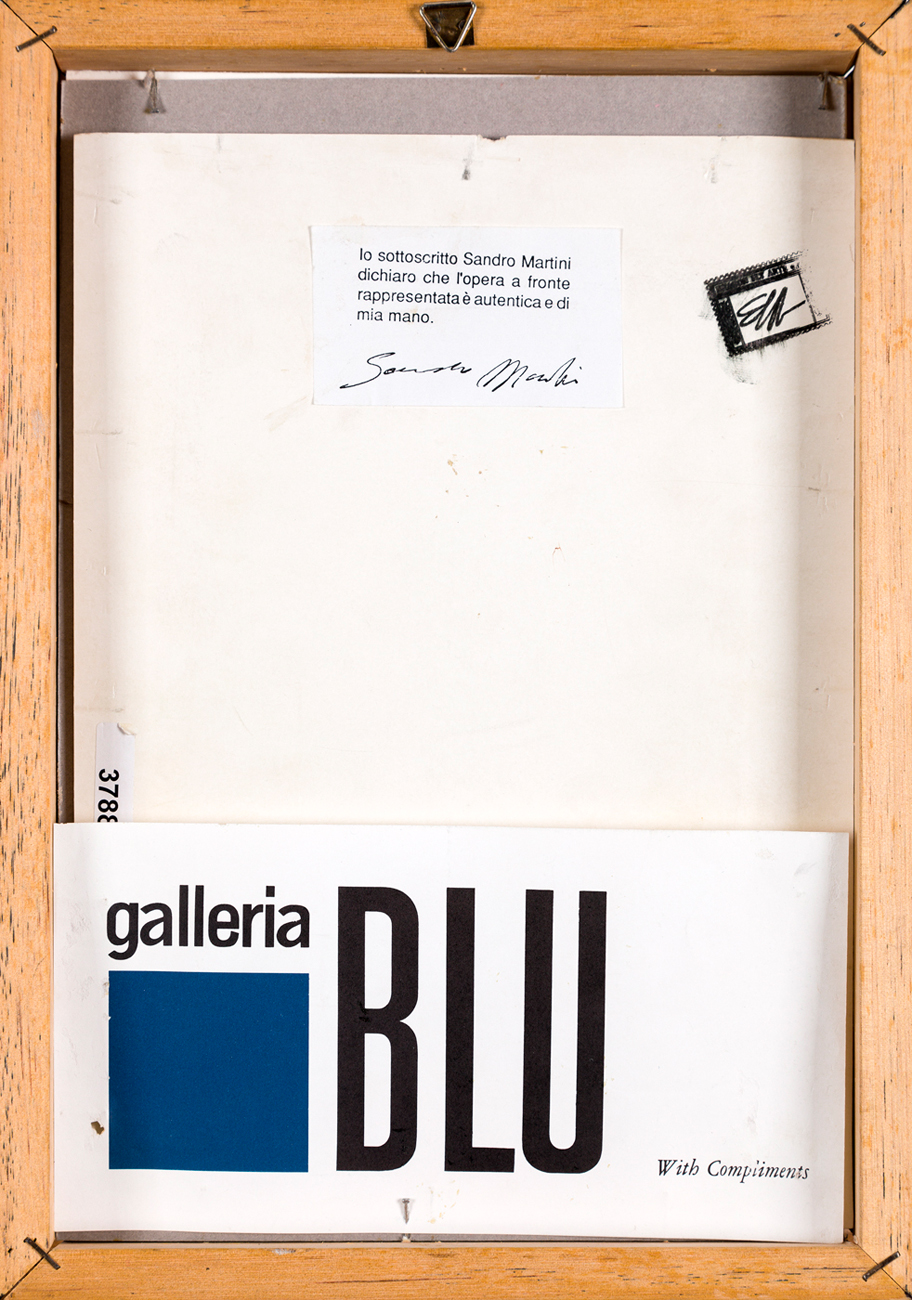 Io sottoscritto Sandro Martini
dichiaro che l'opera a fronte
rappresentata è autentica e di
mia mano.
Sandro Martini
3788
galleria
BLU
With Compliments